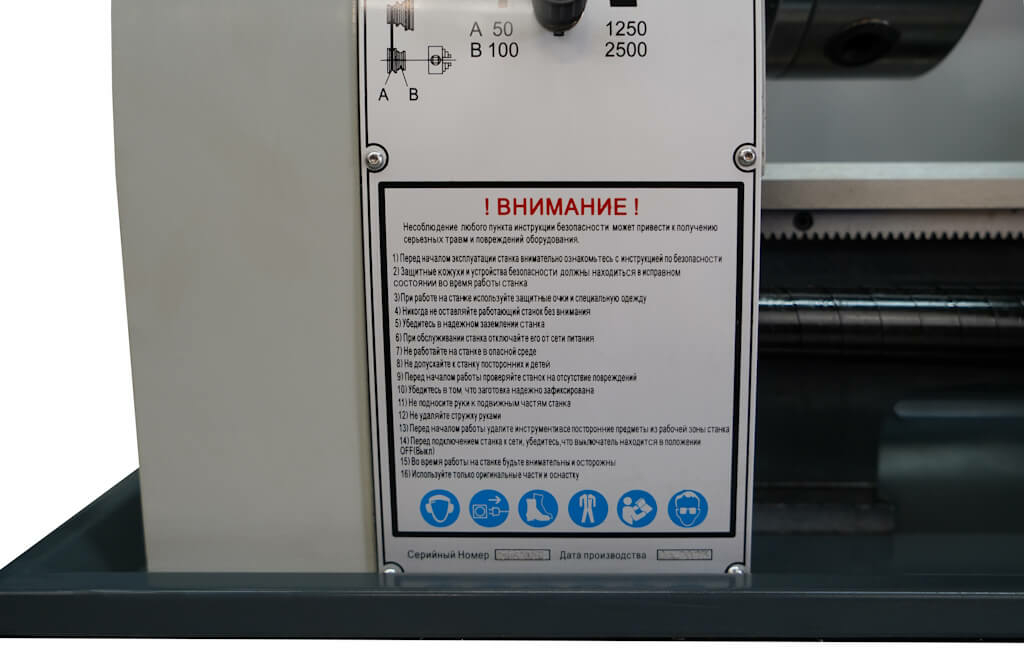 A 50 1250
B 100 2500
A B
! ВНИМАНИЕ !
Несоблюдение любого пункта инструкции безопасности может привести к получению
серьезных травм и повреждений оборудования.
1) Перед началом эксплуатации станка внимательно ознакомьтесь с инструкцией по безопасности
2) Защитные кожухи и устройства безопасности должны находиться в исправном
состоянии во время работы станка
3) При работе на станке используйте защитные очки и специальную одежду
4) Никогда не оставляйте работающий станок без внимания
5) Убедитесь в надежном заземлении станка
6) При обслуживании станка отключайте его от сети питания
7) Не работайте на станке в опасной среде
8) Не допускайте к станку посторонних и детей
9) Перед началом работы проверяйте станок на отсутствие повреждений
10) Убедитесь в том, что заготовка надежно зафиксирована
11) Не подносите руки к подвижным частям станка
12) Не удаляйте стружку руками
13) Перед началом работы удалите инструмент и все посторонние предметы из рабочей зоны станка
14) Перед подключением станка к сети, убедитесь, что выключатель находится в положении
OFF(Выкл)
15) Во время работы на станке будьте внимательны и осторожны
16) Используйте только оригинальные части и оснастку
Серийный Номер Дата производства